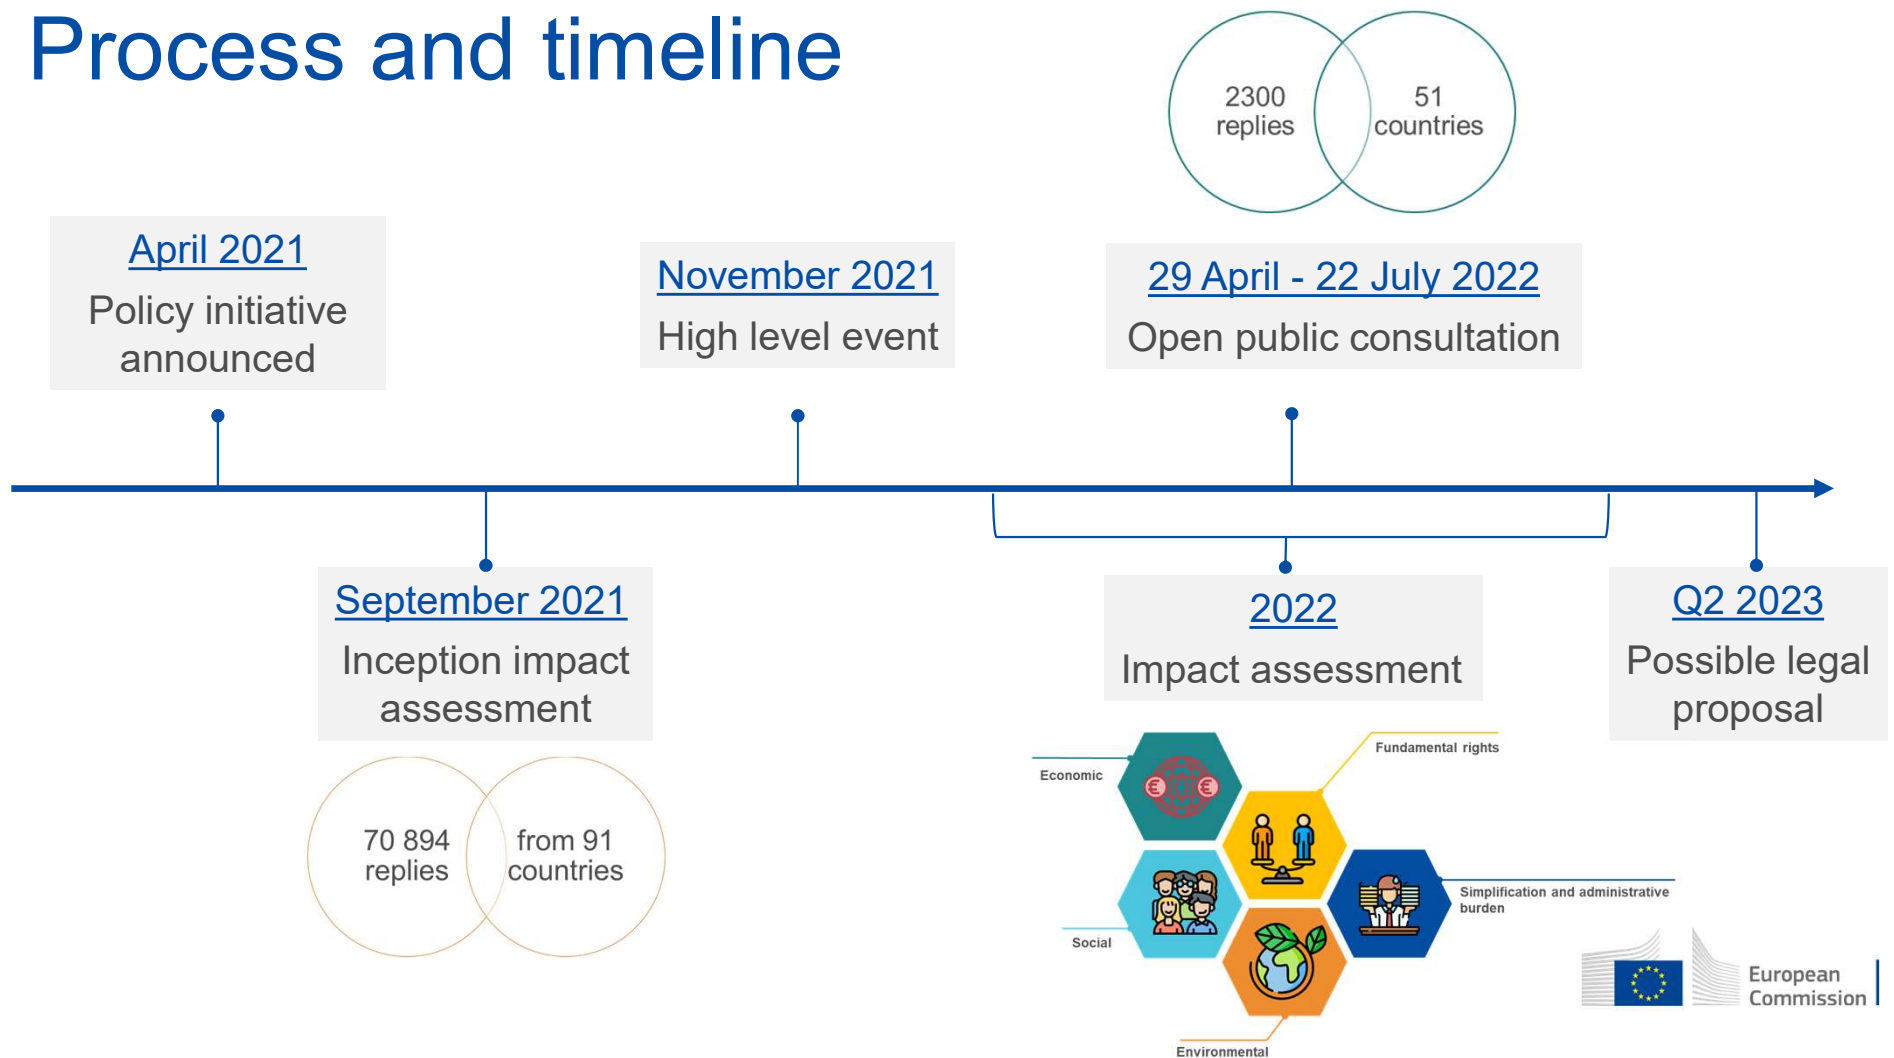 Process and timeline
2300
replies
51
countries
April 2021
Policy initiative
announced
November 2021
High level event
29 April - 22 July 2022
Open public consultation
September 2021
Inception impact
assessment
2022
Impact assessment
Q2 2023
Possible legal
proposal
70 894
replies
from 91
countries
Economic
Fundamental rights
Simplification and administrative
burden
Social
Environmental
European
Commission